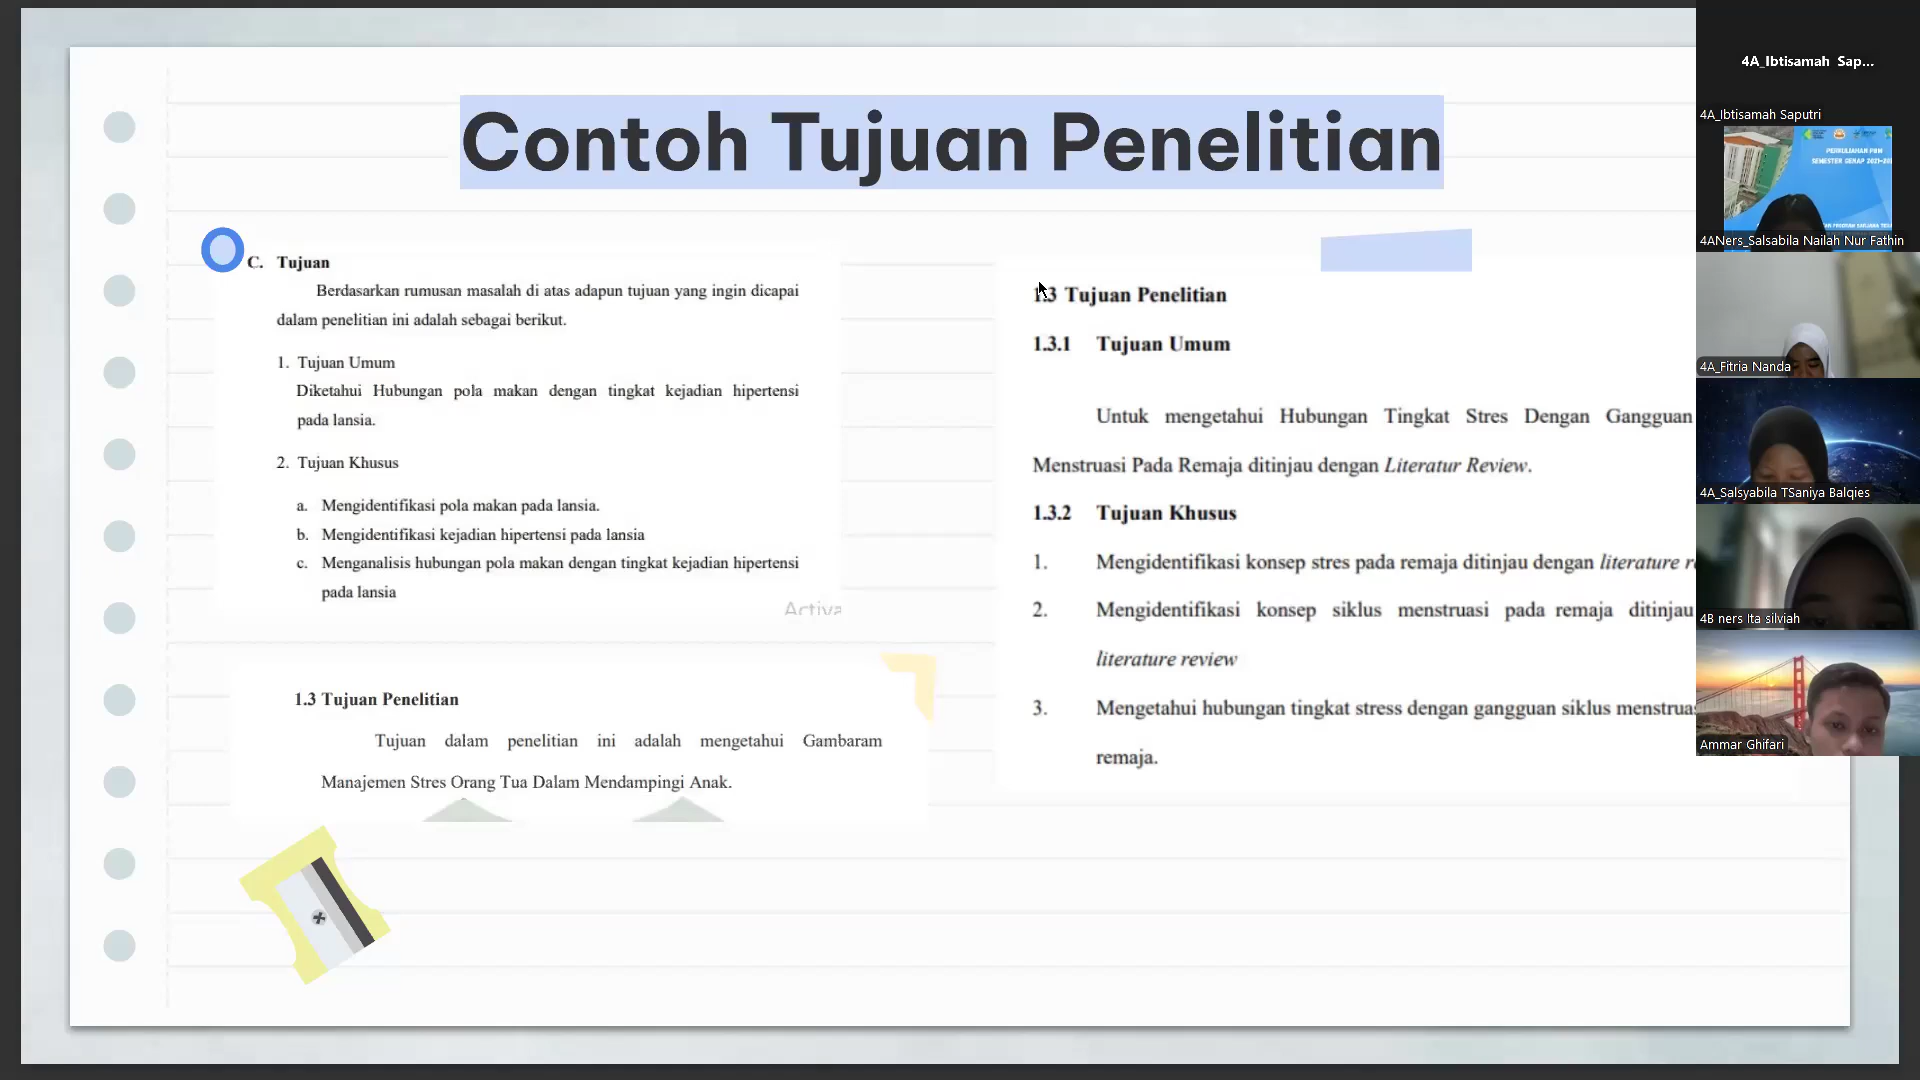 Contoh Tujuan Penelitian
C. Tujuan
Berdasarkan rumusan masalah di atas adapun tujuan yang ingin dicapai
dalam penelitian ini adalah sebagai berikut.
1. Tujuan Umum
Diketahui Hubungan pola makan dengan tingkat kejadian hipertensi
pada lansia.
2. Tujuan Khusus
a. Mengidentifikasi pola makan pada lansia.
b. Mengidentifikasi kejadian hipertensi pada lansia
c. Menganalisis hubungan pola makan dengan tingkat kejadian hipertensi
pada lansia
Activa
1.3 Tujuan Penelitian
Tujuan dalam penelitian ini adalah mengetahui Gambaram
Manajemen Stres Orang Tua Dalam Mendampingi Anak.
1.3 Tujuan Penelitian
1.3.1 Tujuan Umum
Untuk mengetahui Hubungan Tingkat Stres Dengan Gangguan
Menstruasi Pada Remaja ditinjau dengan Literatur Review.
1.3.2 Tujuan Khusus
1. Mengidentifikasi konsep stres pada remaja ditinjau dengan literature
2. Mengidentifikasi konsep siklus menstruasi pada remaja ditinjau
literature review
3. Mengetahui hubungan tingkat stress dengan gangguan siklus menstrua
remaja.
4A_Ibtisamah Sap...
4A_Ibtisamah Saputri
PERKULIAHAN PBM
4ANers_Salsabila Nailah Nur Fathin
4A_Fitria Nanda
4A_Salsyabila TSaniya Balqies
4B ners Ita silviah
Ammar Ghifari